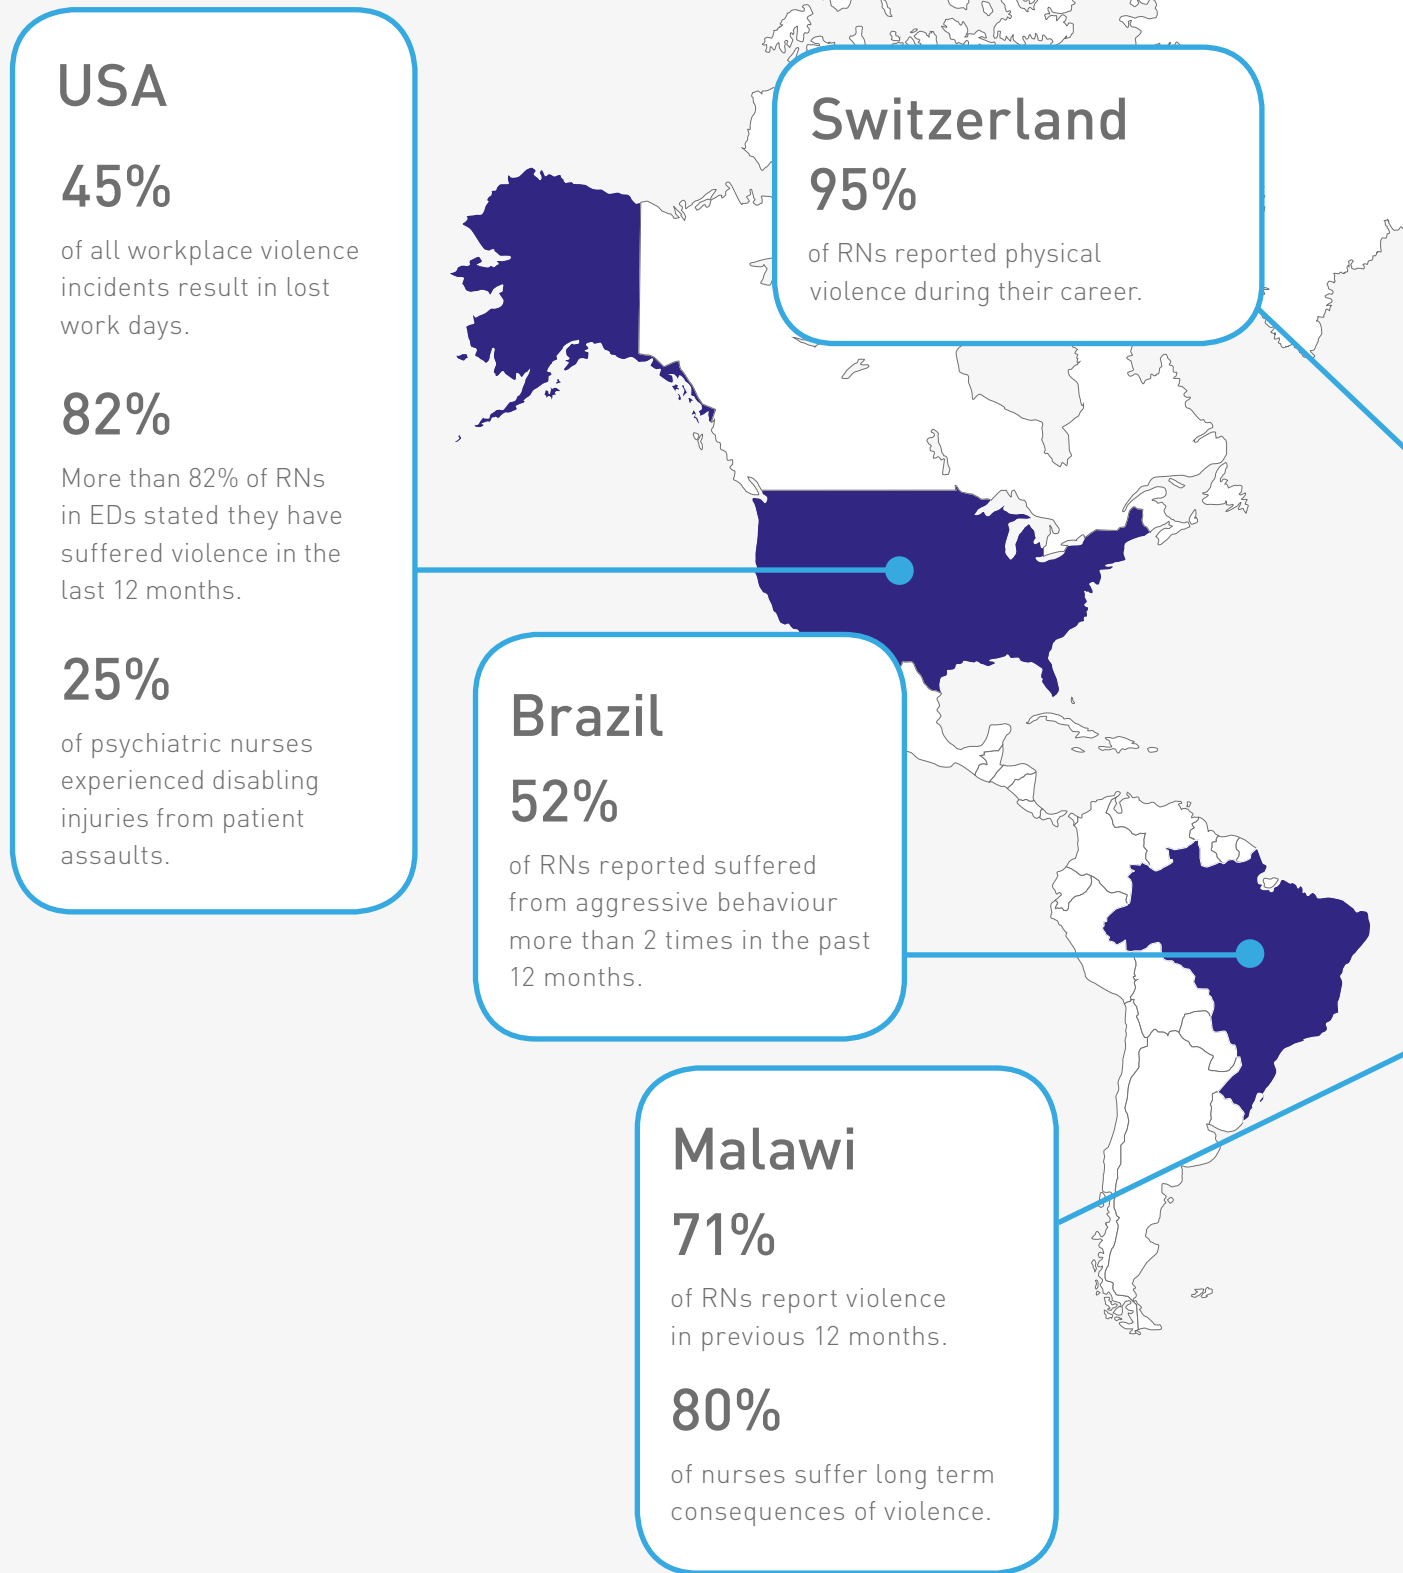 USA
45%
of all workplace violence
incidents result in lost
work days.
82%
More than 82% of RNs
in EDs stated they have
suffered violence in the
last 12 months.
25%
of psychiatric nurses
experienced disabling
injuries from patient
assaults.
Switzerland
95%
of RNs reported physical
violence during their career.
Brazil
52%
of RNs reported suffered
from aggressive behaviour
more than 2 times in the past
12 months.
Malawi
71%
of RNs report violence
in previous 12 months.
80%
of nurses suffer long term
consequences of violence.